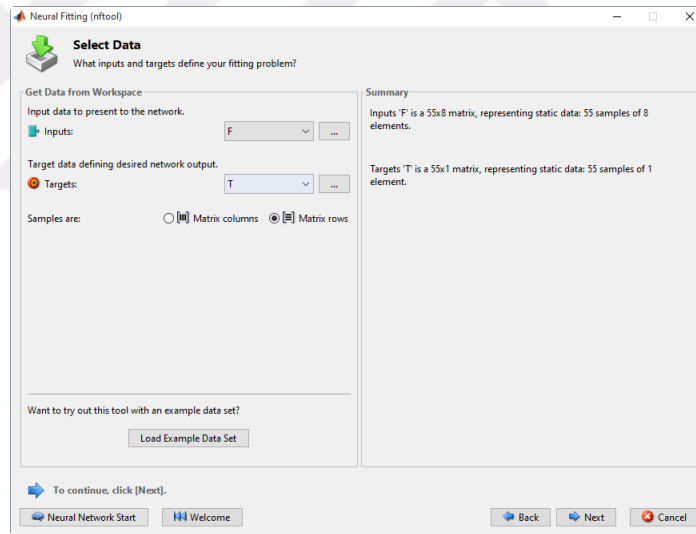 Neural Fitting (nftool)
Select Data
What inputs and targets define your fitting problem?
Get Data from Workspace
Input data to present to the network.
Inputs:
F
...
Target data defining desired network output.
Targets:
T
...
Samples are:
Matrix columns
Matrix rows
Want to try out this tool with an example data set?
Load Example Data Set
Summary
Inputs 'F' is a 55x8 matrix, representing static data: 55 samples of 8
elements.
Targets 'T' is a 55x1 matrix, representing static data: 55 samples of 1
element.
To continue, click [Next].
Neural Network Start
Welcome
Back
Next
Cancel